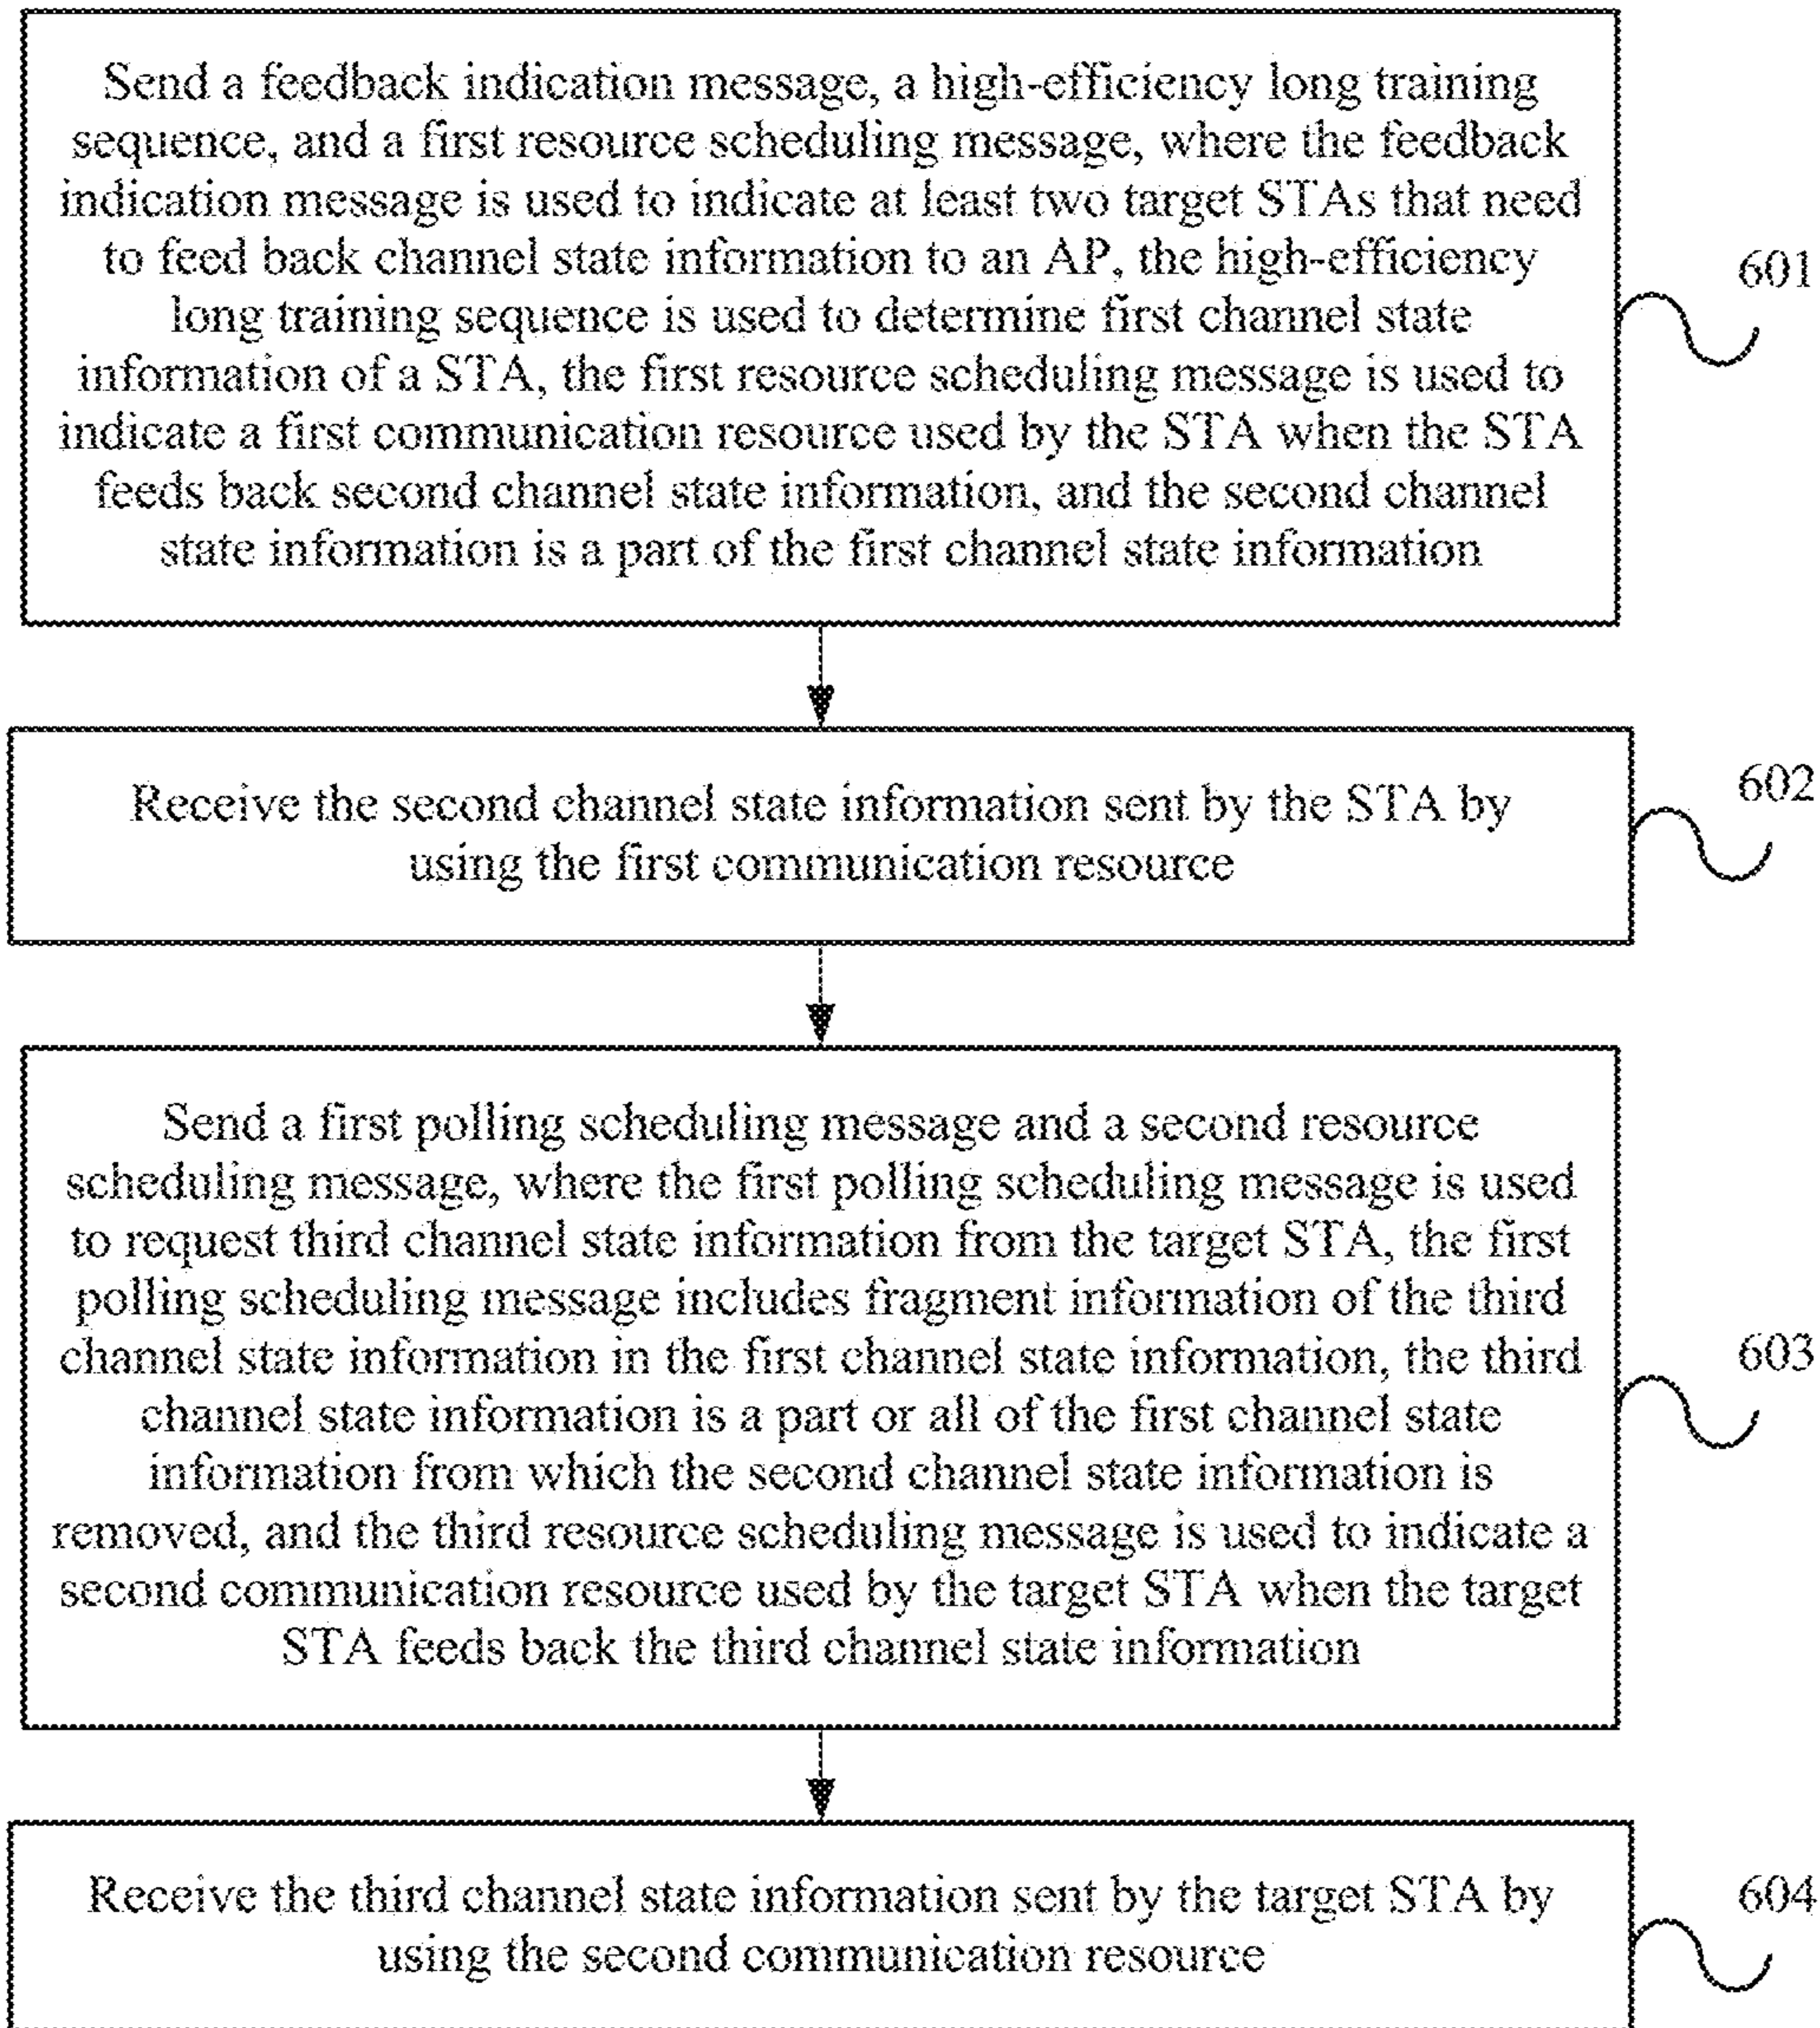 Send a feedback indication message, a high-efficiency long training
sequence, and a first resource scheduling message, where the feedback
indication message is used to indicate at least two target STAs that need
to feed back channel state information to an AP, the high-efficiency
long training sequence is used to determine first channel state
information of a STA, the first resource scheduling message is used to
indicate a first communication resource used by the STA when the STA
feeds back second channel state information, and the second channel
state information is a part of the first channel state information
601
Receive the second channel state information sent by the STA by
using the first communication resource
602
Send a first polling scheduling message and a second resource
scheduling message, where the first polling scheduling message is used
to request third channel state information from the target STA, the first
polling scheduling message includes fragment information of the third
channel state information in the first channel state information, the third
channel state information is a part or all of the first channel state
information from which the second channel state information is
removed, and the third resource scheduling message is used to indicate a
second communication resource used by the target STA when the target
STA feeds back the third channel state information
603
Receive the third channel state information sent by the target STA by
using the second communication resource
604